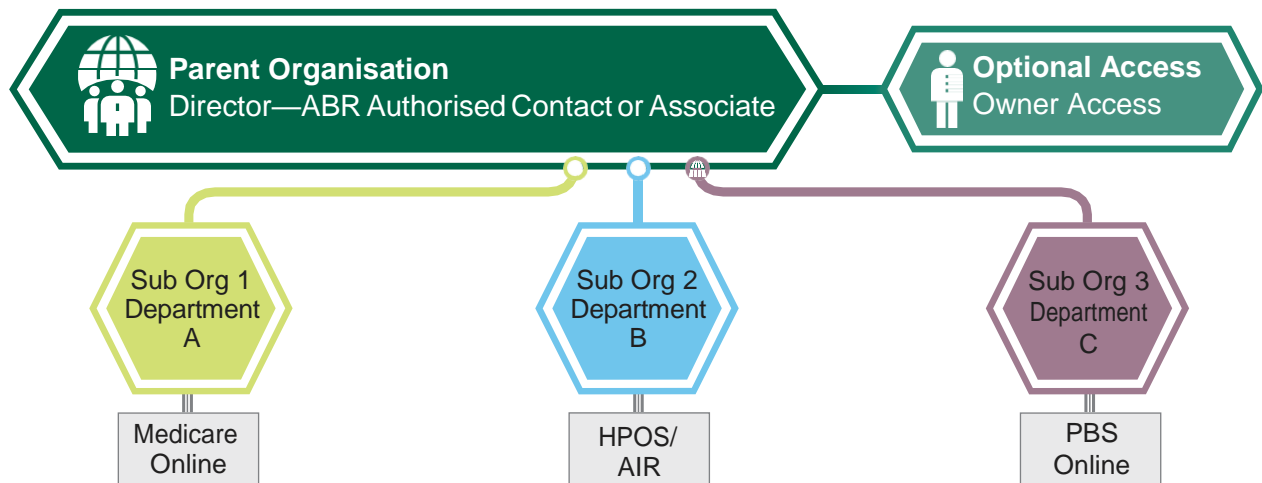 Parent Organisation
Director—ABR Authorised Contact or Associate
Optional Access
Owner Access
Sub Org 1
Department
A
Sub Org 2
Department
B
Sub Org 3
Department
C
Medicare
Online
HPOS/
AIR
PBS
Online